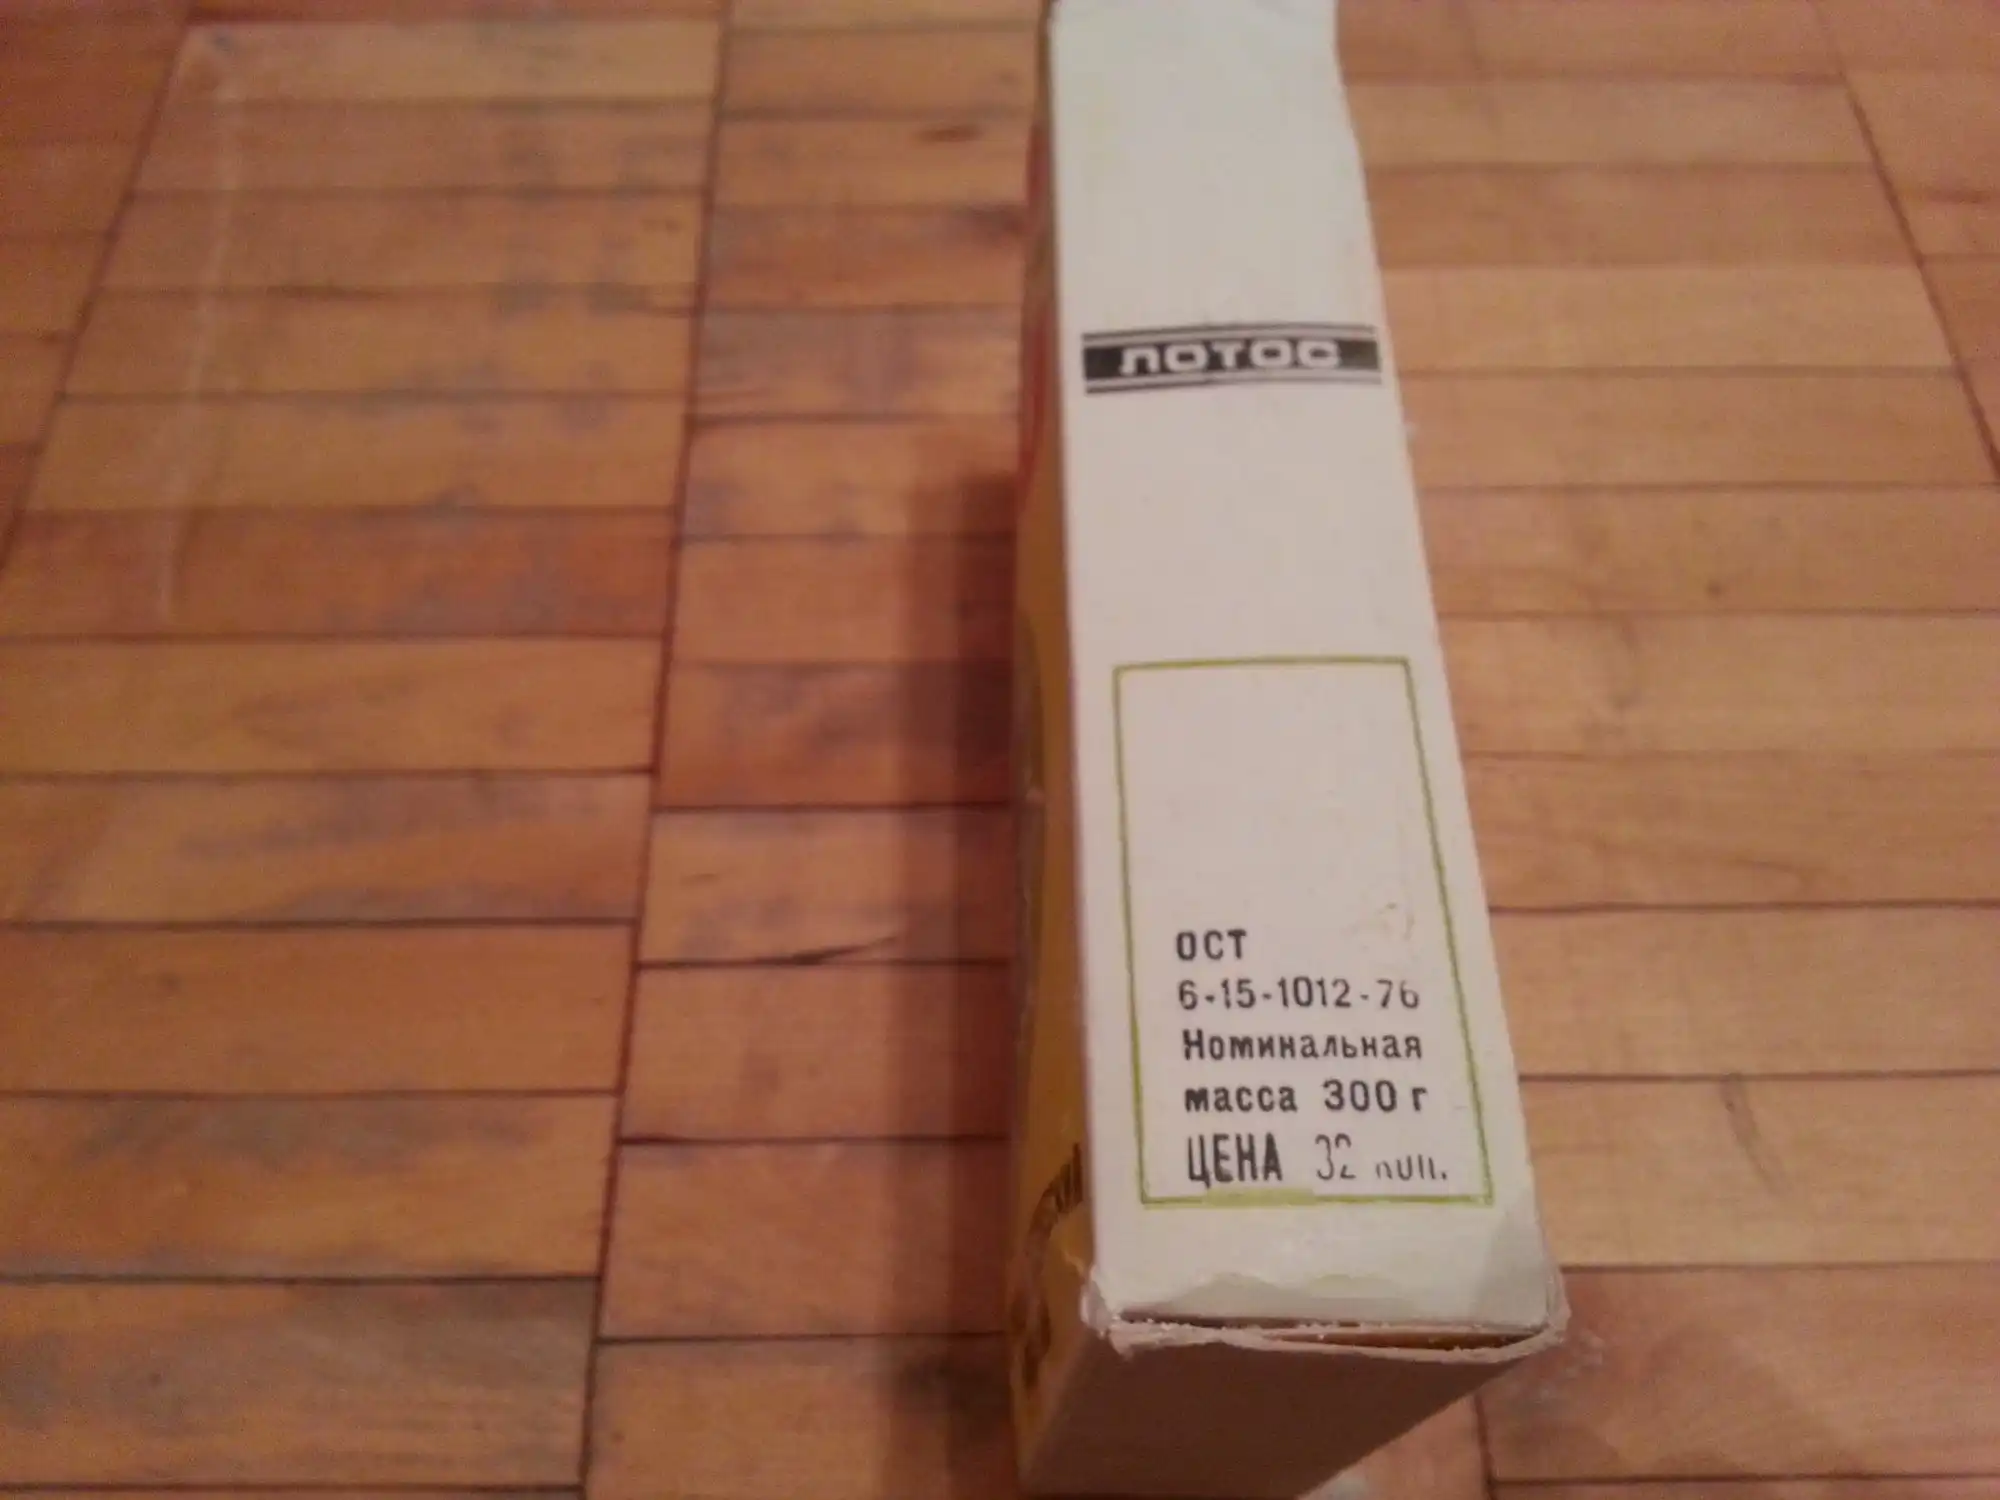 ЛОТОС
ОСТ
6-15-1012-76
Номинальная
масса 300 г
ЦЕНА 32 коп.